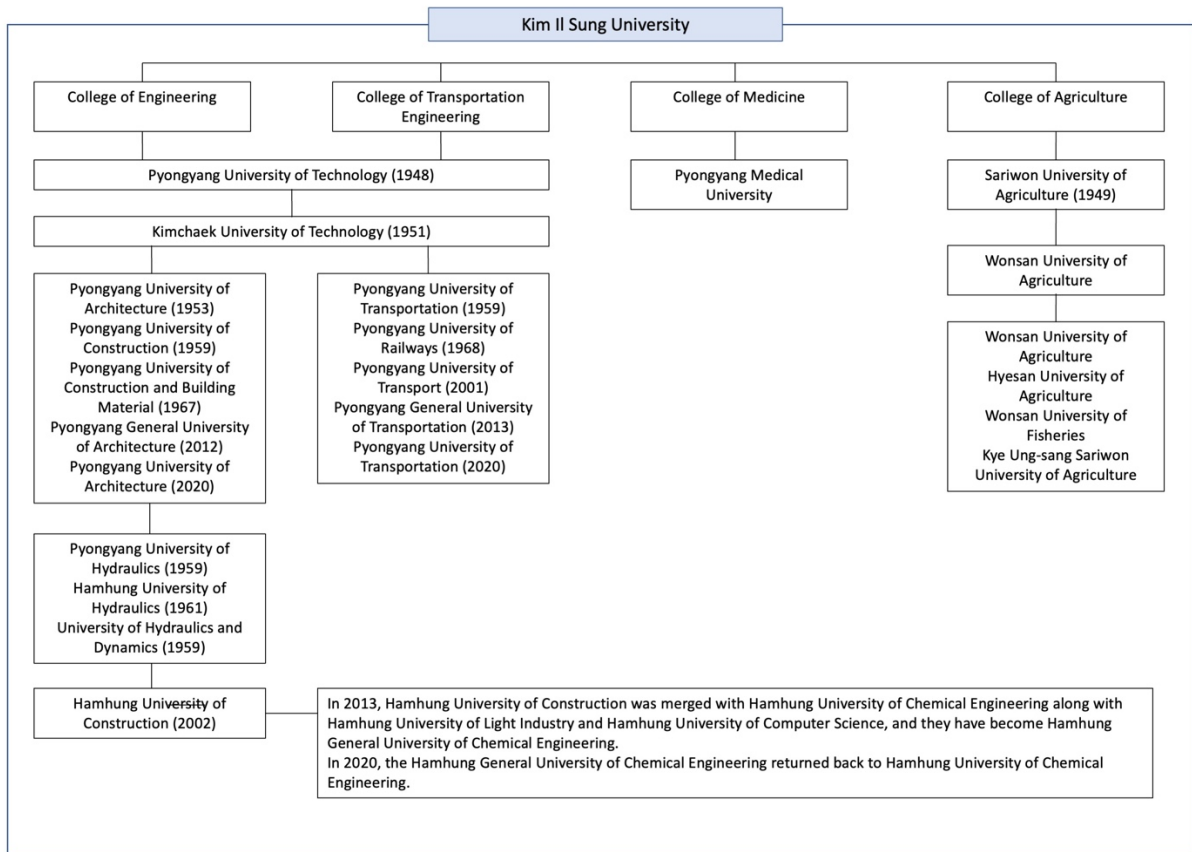 Kim Il Sung University
College of Engineering
College of Transportation
Engineering
College of Medicine
College of Agriculture
Pyongyang University of Technology (1948)
Pyongyang Medical
University
Sariwon University of
Agriculture (1949)
Kimchaek University of Technology (1951)
Wonsan University of
Agriculture
Pyongyang University of
Architecture (1953)
Pyongyang University of
Construction (1959)
Pyongyang University of
Construction and Building
Material (1967)
Pyongyang General University
of Architecture (2012)
Pyongyang University of
Architecture (2020)
Pyongyang University of
Transportation (1959)
Pyongyang University of
Railways (1968)
Pyongyang University of
Transport (2001)
Pyongyang General University
of Transportation (2013)
Pyongyang University of
Transportation (2020)
Wonsan University of
Agriculture
Hyesan University of
Agriculture
Wonsan University of
Fisheries
Kye Ung-sang Sariwon
University of Agriculture
Pyongyang University of
Hydraulics (1959)
Hamhung University of
Hydraulics (1961)
University of Hydraulics and
Dynamics (1959)
Hamhung University of
Construction (2002)
In 2013, Hamhung University of Construction was merged with Hamhung University of Chemical Engineering along with
Hamhung University of Light Industry and Hamhung University of Computer Science, and they have become Hamhung
General University of Chemical Engineering.
In 2020, the Hamhung General University of Chemical Engineering returned back to Hamhung University of Chemical
Engineering.